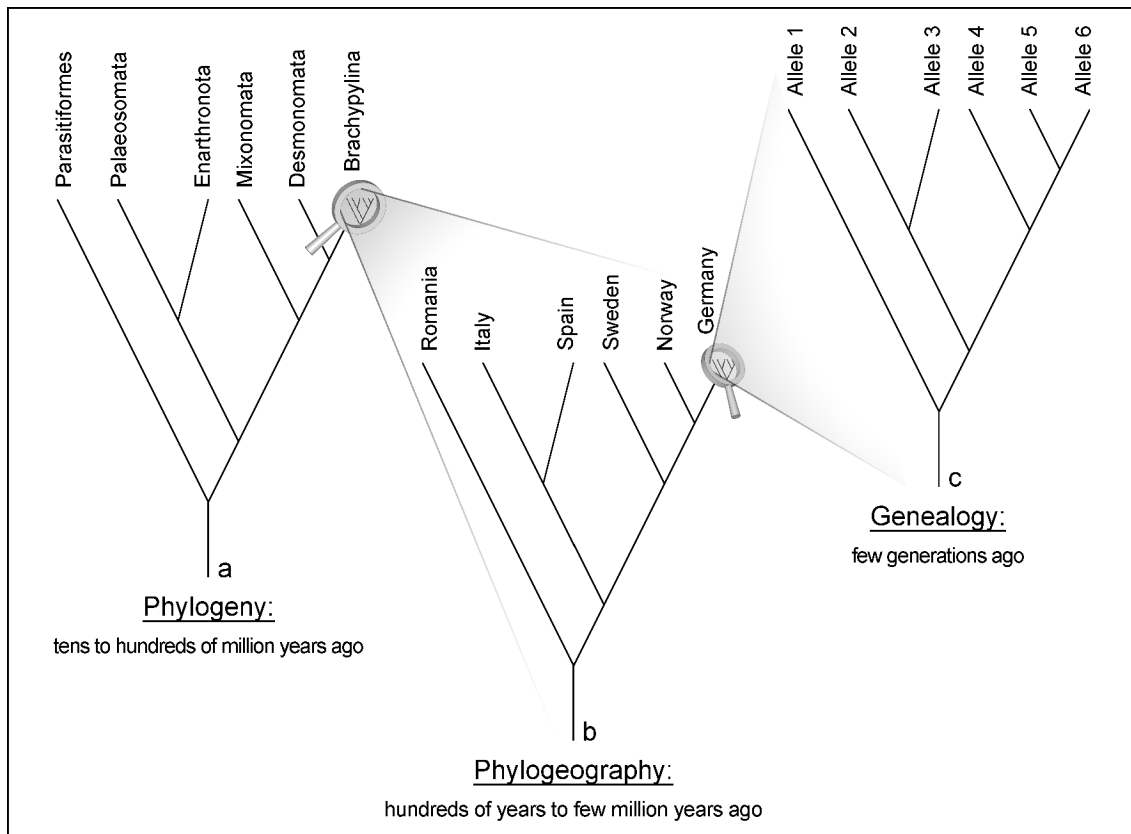 Parasitiformes
Palaeosomata
Enarthronota
Mixonomata
Desmonomata
Brachypylina
a
Phylogeny:
tens to hundreds of million years ago
Romania
Italy
Spain
Sweden
Norway
Germany
b
Phylogeography:
hundreds of years to few million years ago
Allele 1
Allele 2
Allele 3
Allele 4
Allele 5
Allele 6
c
Genealogy:
few generations ago